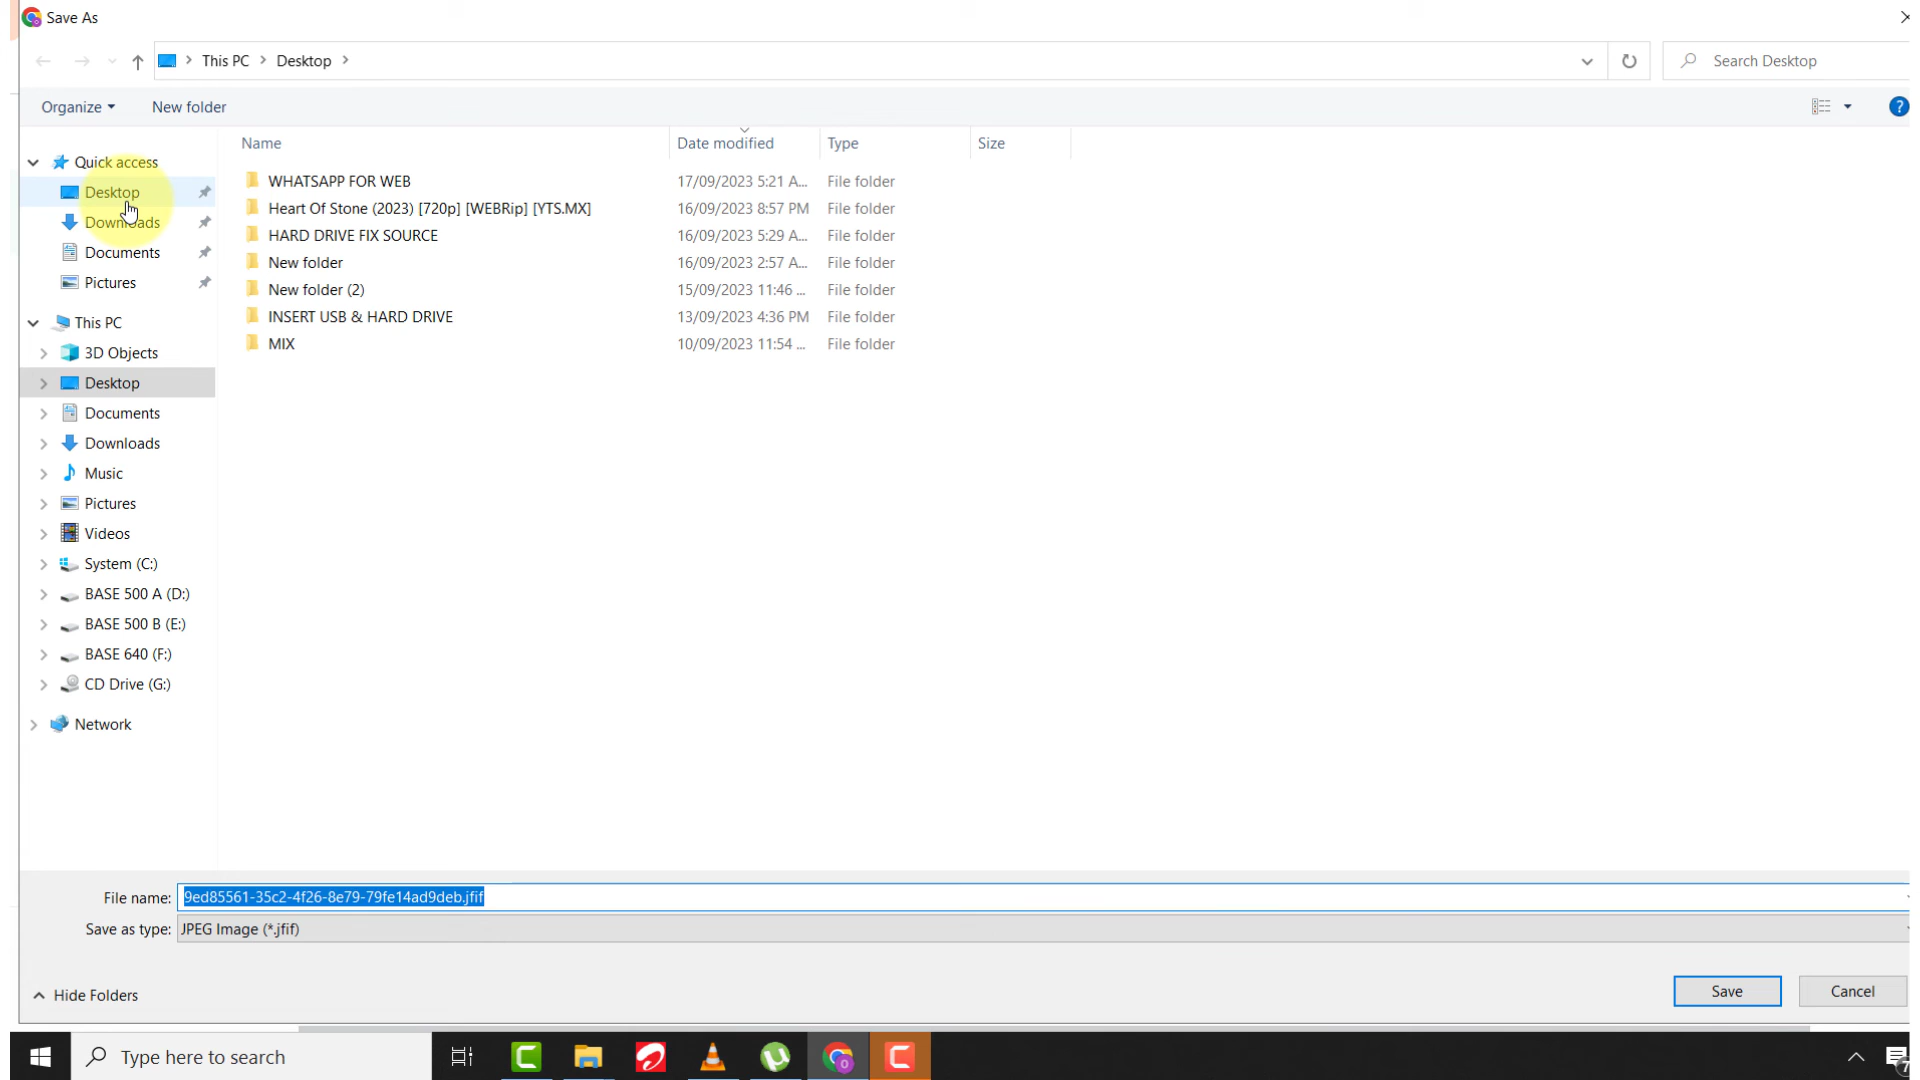 Save As
This PC > Desktop >
Search Desktop
Organize
New folder
?
Name
Date modified
Type
Size
Quick access
Desktop
Downloads
Documents
Pictures
This PC
3D Objects
Desktop
Documents
Downloads
Music
Pictures
Videos
System (C:)
BASE 500 A (D:)
BASE 500 B (E:)
BASE 640 (F:)
CD Drive (G:)
Network
WHATSAPP FOR WEB 17/09/2023 5:21 A... File folder
Heart Of Stone (2023) [720p] [WEBRip] [YTS.MX] 16/09/2023 8:57 PM File folder
HARD DRIVE FIX SOURCE 16/09/2023 5:29 A... File folder
New folder 16/09/2023 2:57 A... File folder
New folder (2) 15/09/2023 11:46 ... File folder
INSERT USB & HARD DRIVE 13/09/2023 4:36 PM File folder
MIX 10/09/2023 11:54 ... File folder
File name: 9ed85561-35c2-4f26-8e79-79fe14ad9deb.jfif
Save as type: JPEG Image (*.jfif)
Hide Folders
Save
Cancel
Type here to search